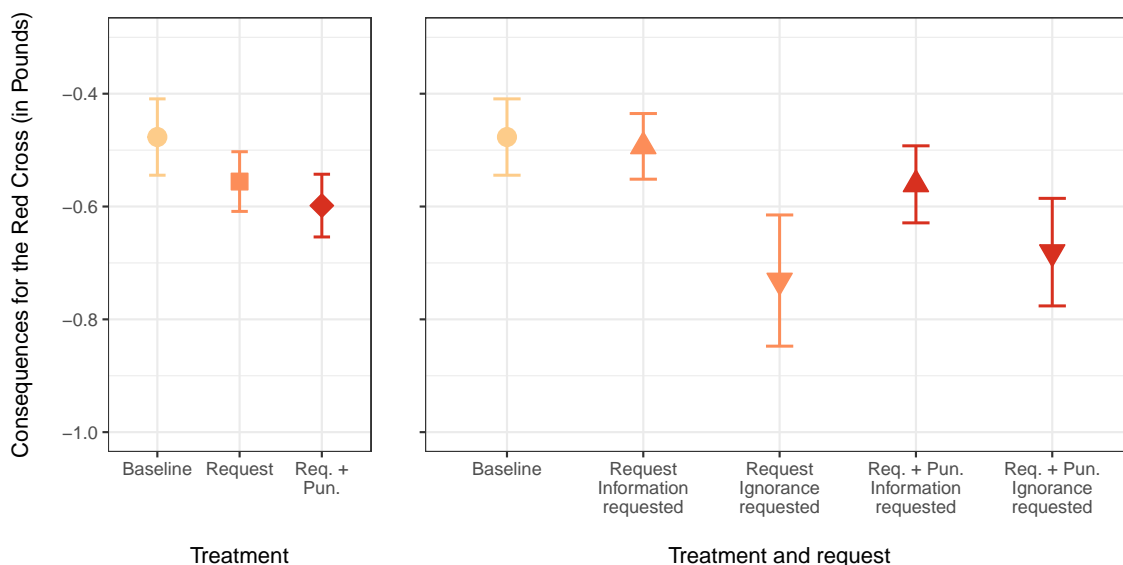 Consequences for the Red Cross (in Pounds)
−0.4
−0.6
−0.8
−1.0
Baseline
Request
Req. +
Pun.
Treatment
Baseline
Request
Information
requested
Request
Ignorance
requested
Req. + Pun.
Information
requested
Req. + Pun.
Ignorance
requested
Treatment and request